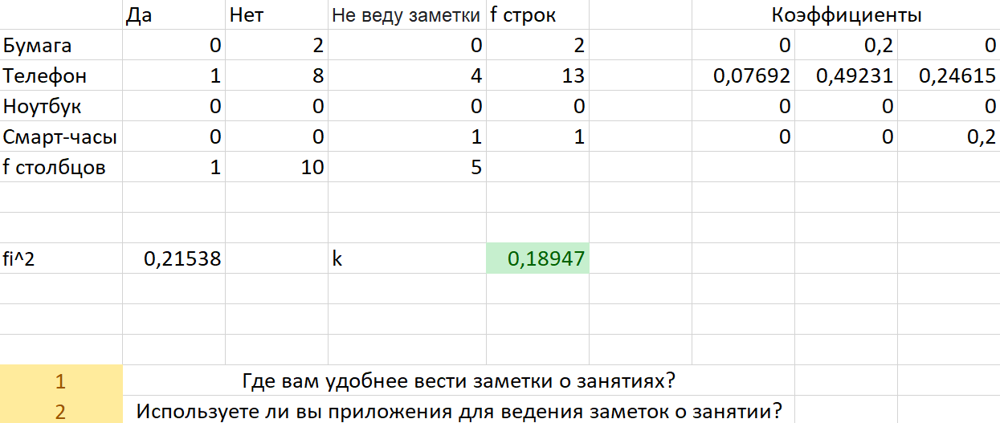 Да Нет Не веду заметки f строк Коэффициенты
Бумага 0 2 0 2 0 0,2 0
Телефон 1 8 4 13 0,07692 0,49231 0,24615
Ноутбук 0 0 0 0 0 0 0
Смарт-часы 0 0 1 1 0 0 0,2
f столбцов 1 10 5
fi^2 0,21538 k 0,18947
1 Где вам удобнее вести заметки о занятиях?
2 Используете ли вы приложения для ведения заметок о занятии?